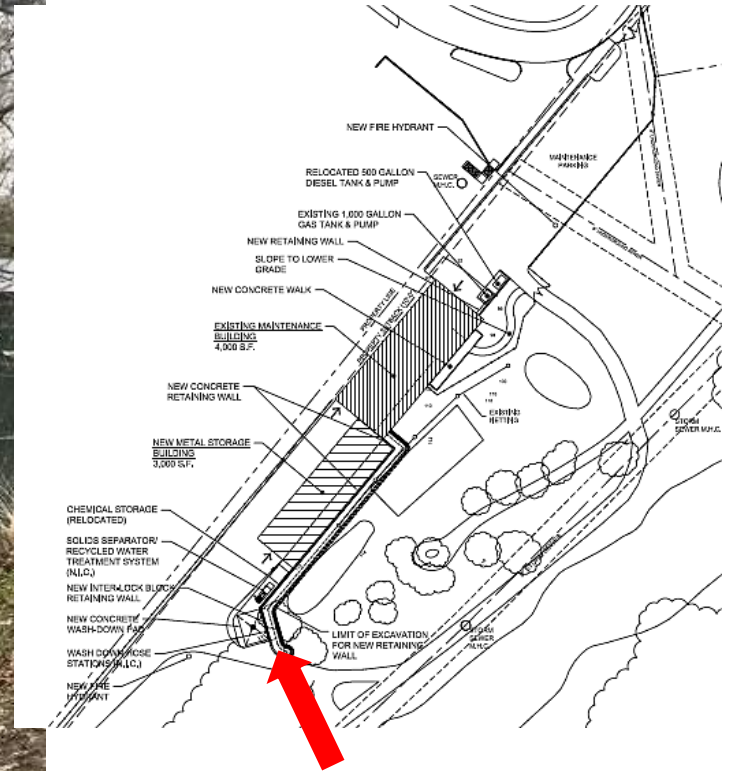 NEW FIRE HYDRANT
MAINTENANCE
PARKING
RELOCATED 500 GALLON
DIESEL TANK & PUMP
SEWER
M.H.C.
EXISTING 1,000 GALLON
GAS TANK & PUMP
NEW RETAINING WALL
SLOPE TO LOWER
GRADE
NEW CONCRETE WALK
PROPERTY LINE
EXISTING MAINTENANCE
BUILDING
4,000 S.F.
NEW CONCRETE
RETAINING WALL
EXISTING
NETTING
STORM
SEWER M.H.C.
NEW METAL STORAGE
BUILDING
3,000 S.F.
CHEMICAL STORAGE
(RELOCATED)
SOLIDS SEPARATOR/
RECYCLED WATER
TREATMENT SYSTEM
(N.I.C.)
NEW INTER-LOCK BLOCK
RETAINING WALL
NEW CONCRETE
WASH-DOWN PAD
WASH DOWN HOSE
STATIONS (N.I.C.)
NEW FIRE
HYDRANT
LIMIT OF EXCAVATION
FOR NEW RETAINING
WALL
STORM
SEWER
M.H.C.